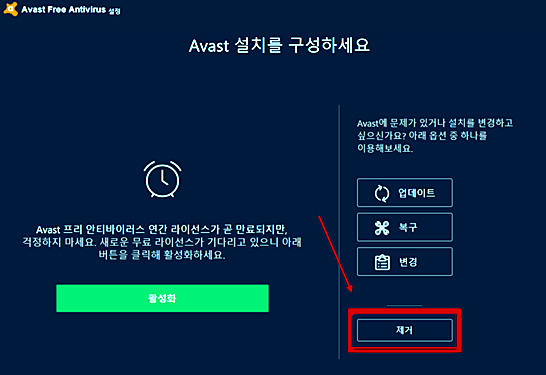 Avast Free Antivirus 설정
Avast 설치를 구성하세요
Avast 프리 안티바이러스 연간 라이선스가 곧 만료되지만,
걱정하지 마세요. 새로운 무료 라이선스가 기다리고 있으니 아래
버튼을 클릭해 활성화하세요.
활성화
Avast에 문제가 있거나 설치를 변경하고
싶으신가요? 아래 옵션 중 하나를
이용해보세요.
업데이트
복구
변경
제거